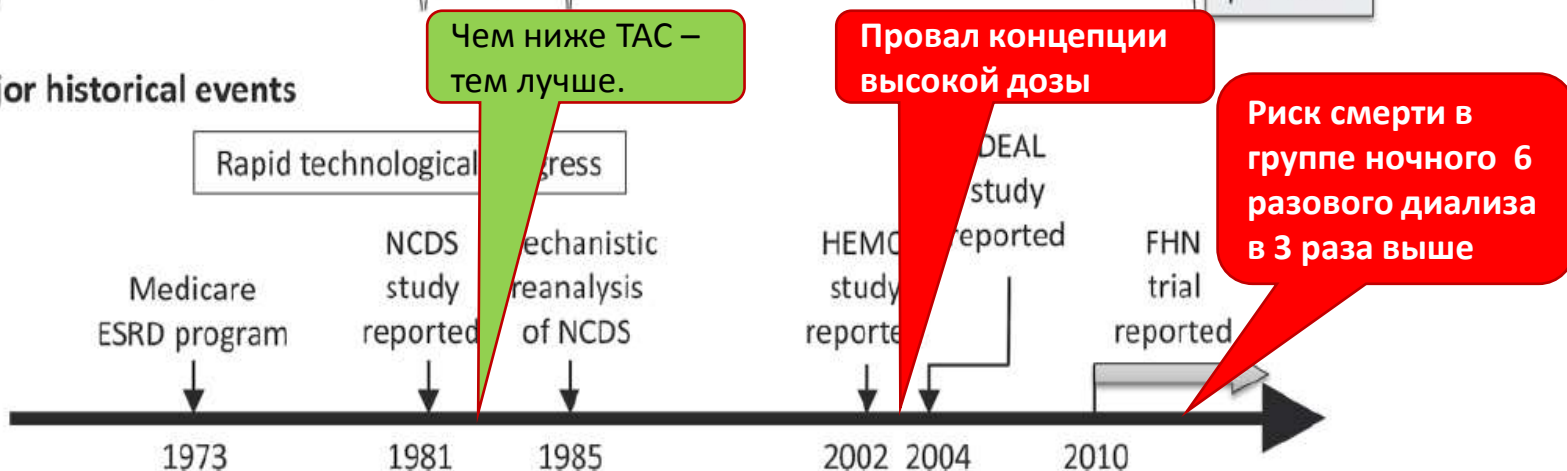 Чем ниже ТАС –
тем лучше.
Провал концепции
высокой дозы
Риск смерти в
группе ночного 6
разового диализа
в 3 раза выше
jor historical events
Rapid technological gress
Medicare
ESRD program
NCDS
study
reported
echanistic
reanalysis
of NCDS
HEMO
study
reporte
DEAL
study
reported
FHN
trial
reported
1973
1981
1985
2002
2004
2010